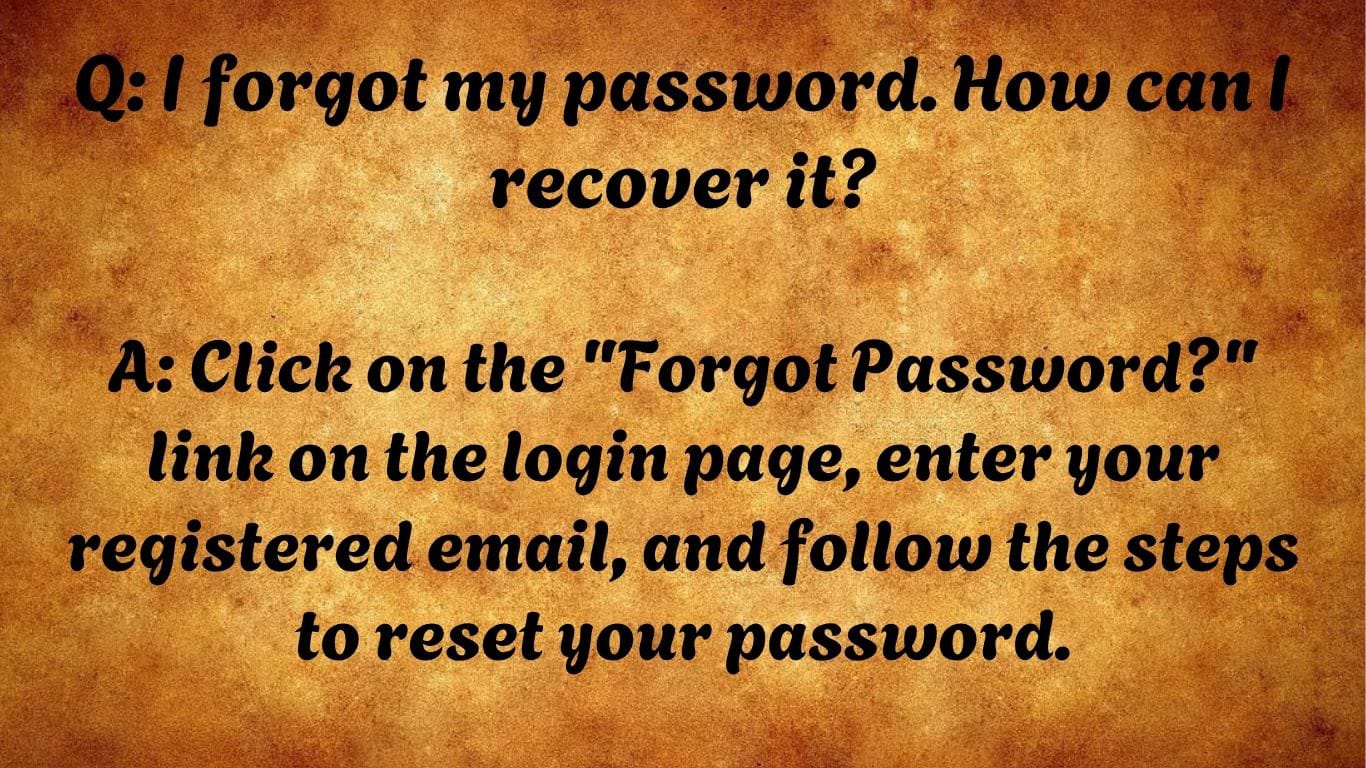 Q: I forgot my password. How can I
recover it?
A: Click on the "Forgot Password?"
link on the login page, enter your
registered email, and follow the steps
to reset your password.